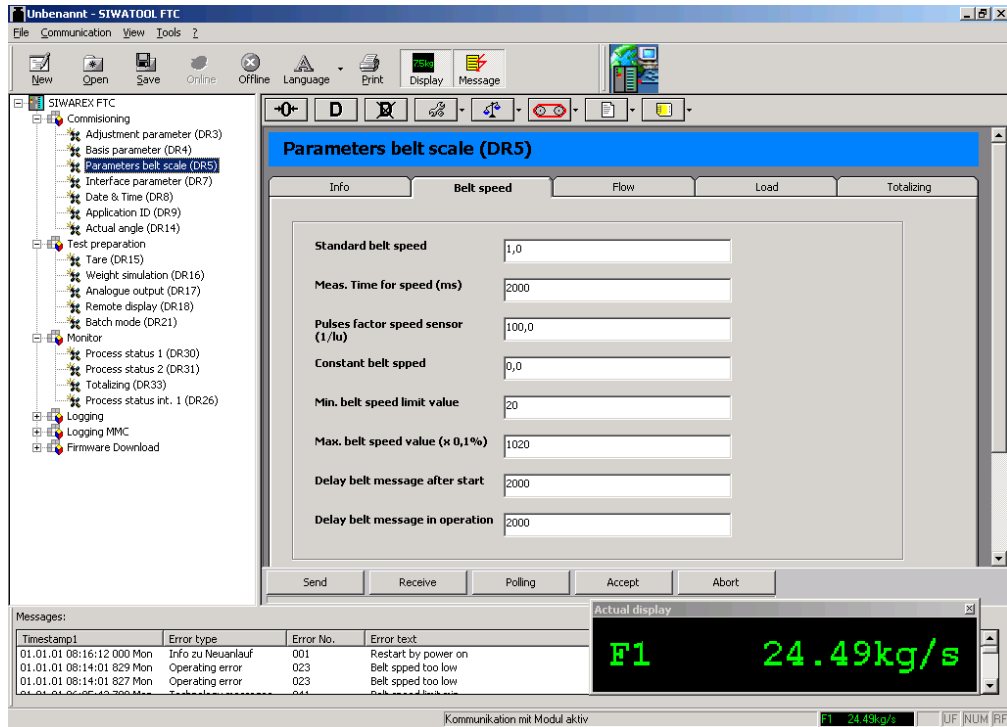 Unbenannt - SIWATOOL FTC
File Communication View Tools ?
New Open Save Online Offline Language Print Display Message
75kg
→0← D D
SIWAREX FTC
Commisioning
Adjustment parameter (DR3)
Basis parameter (DR4)
Parameters belt scale (DR5)
Interface parameter (DR7)
Date & Time (DR8)
Application ID (DR9)
Actual angle (DR14)
Test preparation
Tare (DR15)
Weight simulation (DR16)
Analogue output (DR17)
Remote display (DR18)
Batch mode (DR21)
Monitor
Process status 1 (DR30)
Process status 2 (DR31)
Totalizing (DR33)
Process status int. 1 (DR26)
Logging
Logging MMC
Firmware Download
Parameters belt scale (DR5)
Info Belt speed Flow Load Totalizing
Standard belt speed 1,0
Meas. Time for speed (ms) 2000
Pulses factor speed sensor
(1/lu) 100,0
Constant belt spped 0,0
Min. belt speed limit value 20
Max. belt speed value (x 0,1%) 1020
Delay belt message after start 2000
Delay belt message in operation 2000
Send Receive Polling Accept Abort
Messages:
Timestamp1 Error type Error No. Error text
01.01.01 08:16:12 000 Mon Info zu Neuanlauf 001 Restart by power on
01.01.01 08:14:01 829 Mon Operating error 023 Belt spped too low
01.01.01 08:14:01 827 Mon Operating error 023 Belt spped too low
Actual display
F1 24.49kg/s
Kommunikation mit Modul aktiv F1 24.49kg/s UF NUM